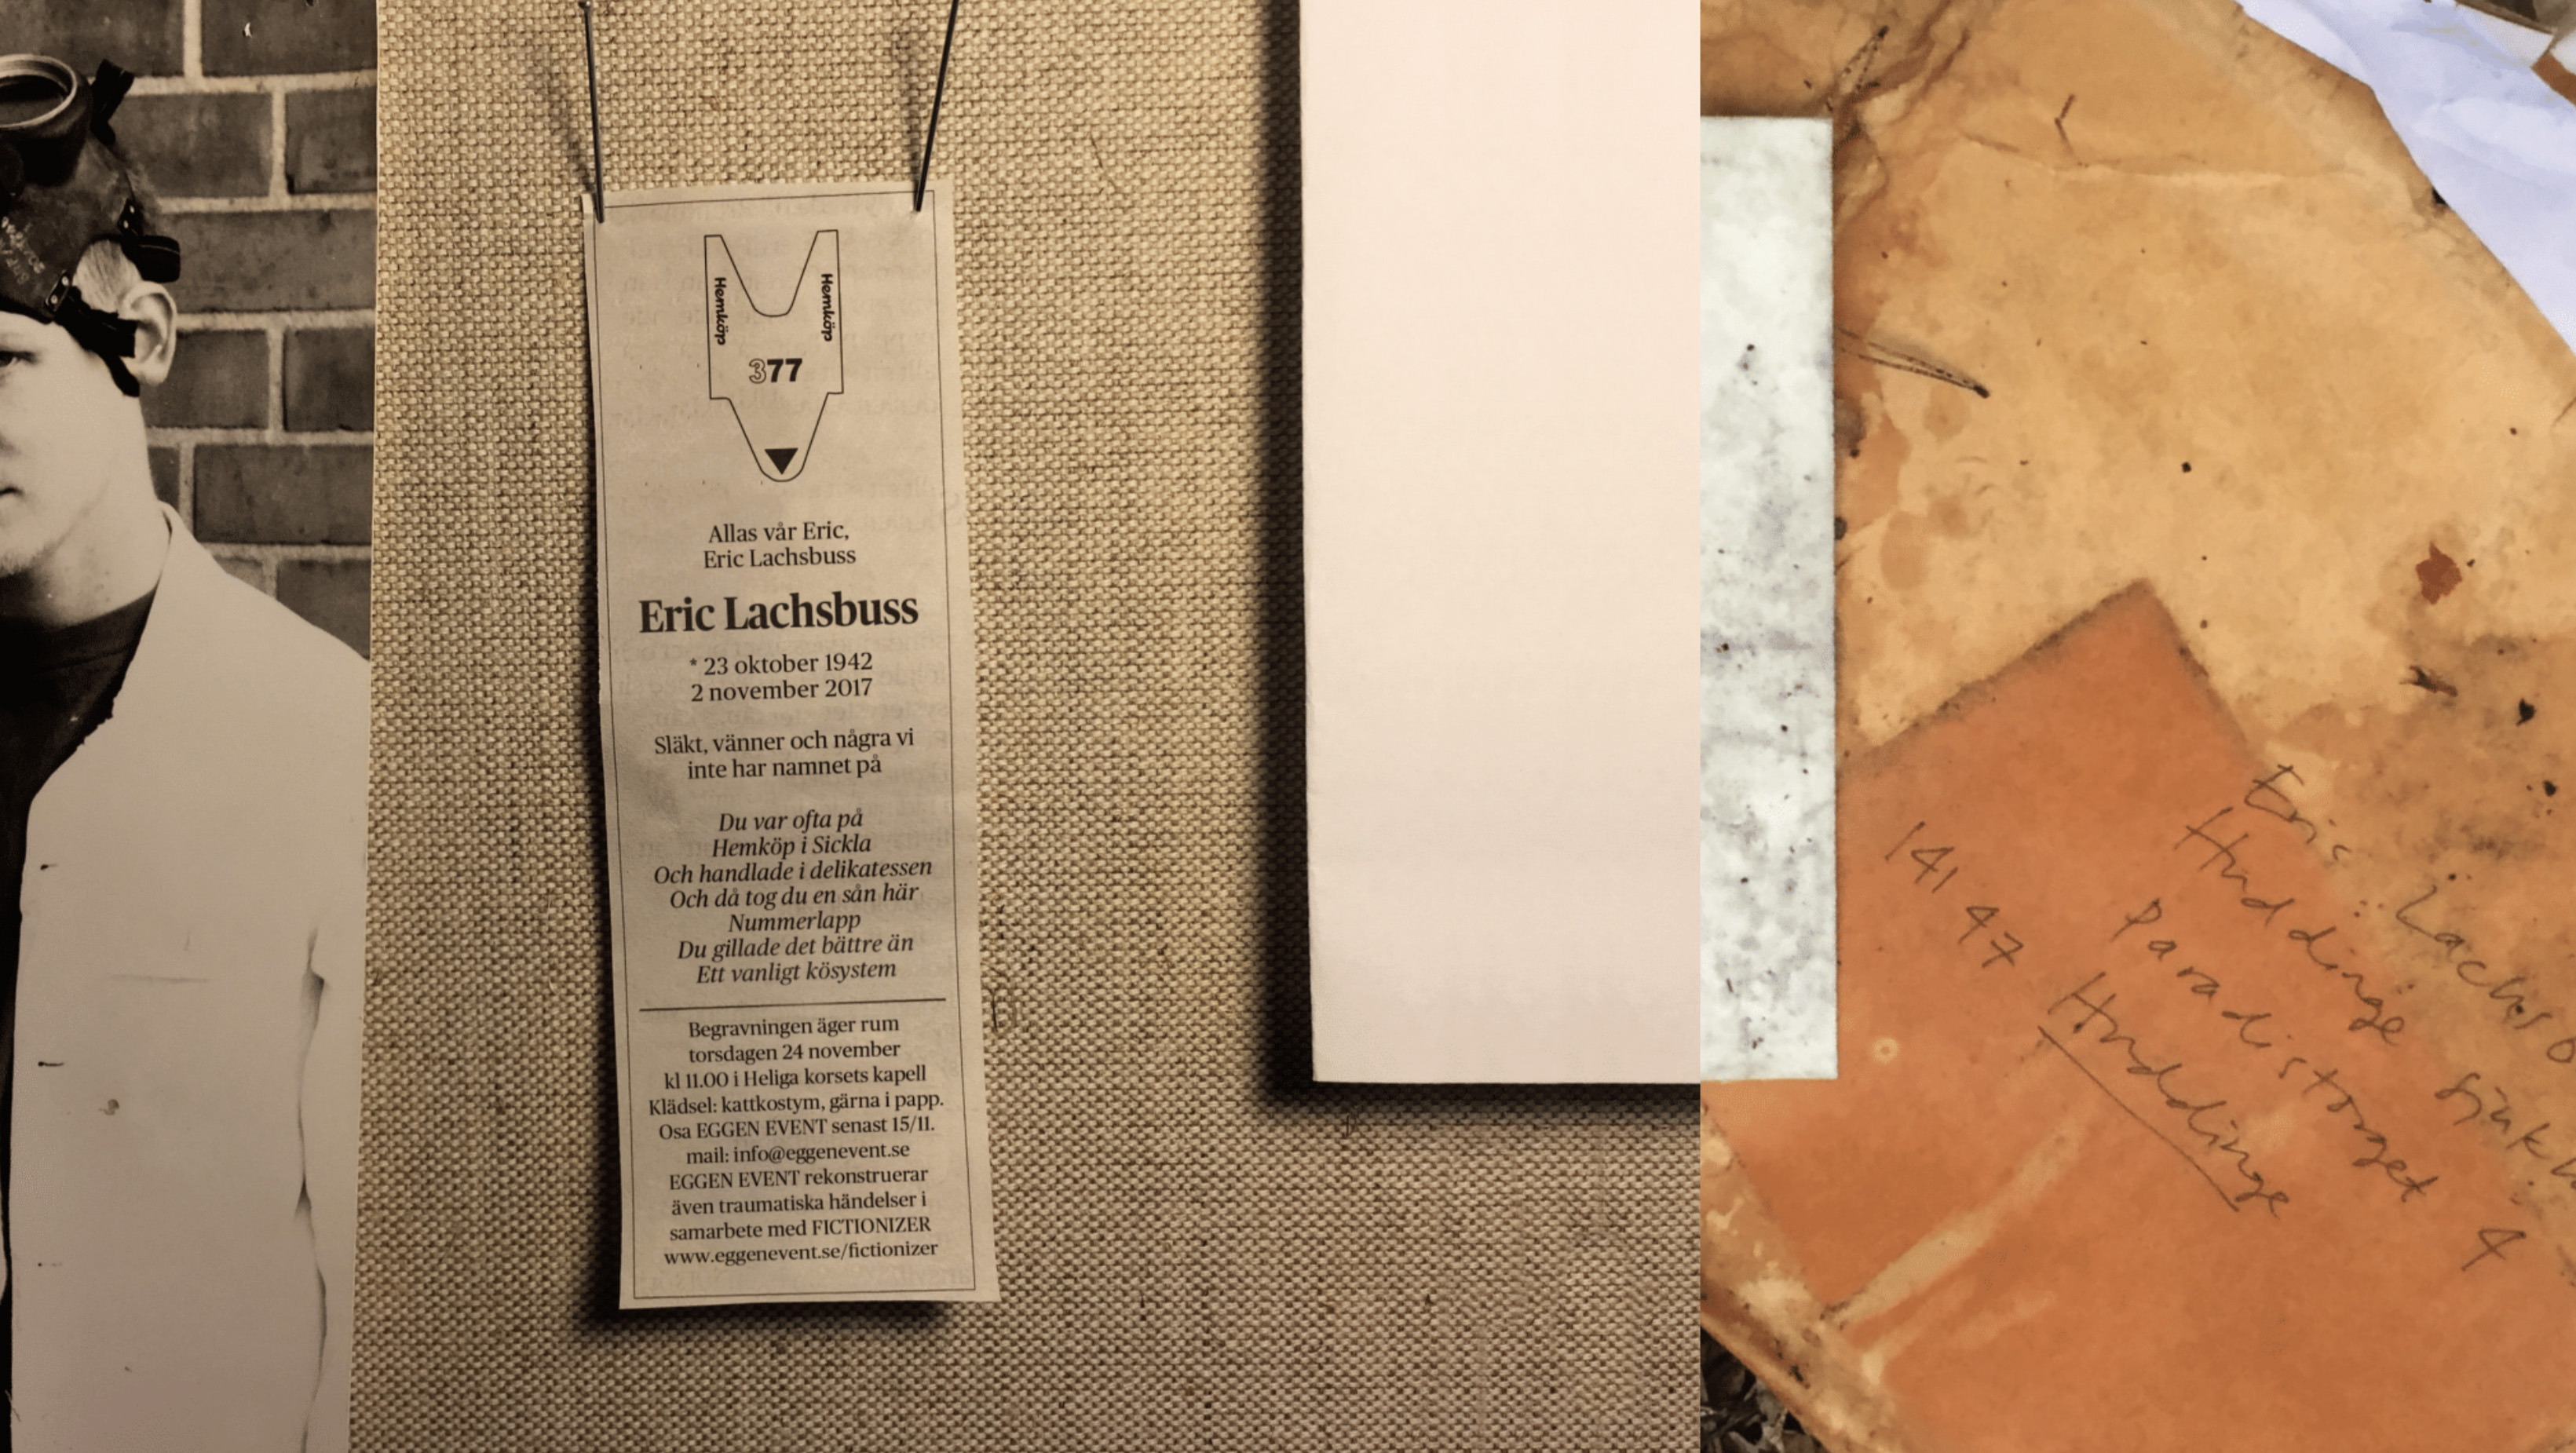 Hemköp
Hemköp
377
Allas vår Eric,
Eric Lachsbuss
Eric Lachsbuss
* 23 oktober 1942
2 november 2017
Släkt, vänner och några vi
inte har namnet på
Du var ofta på
Hemköp i Sickla
Och handlade i delikatessen
Och då tog du en sån här
Nummerlapp
Du gillade det bättre än
Ett vanligt kösystem
Begravningen äger rum
torsdagen 24 november
kl 11.00 i Heliga korsets kapell
Klädsel: kattkostym, gärna i papp.
Osa EGGEN EVENT senast 15/11.
mail: info@eggenevent.se
EGGEN EVENT rekonstruerar
även traumatiska händelser i
samarbete med FICTIONIZER
www.eggenevent.se/fictionizer
Eric
Huddinge
Paradistorget 4
141 47 Huddinge